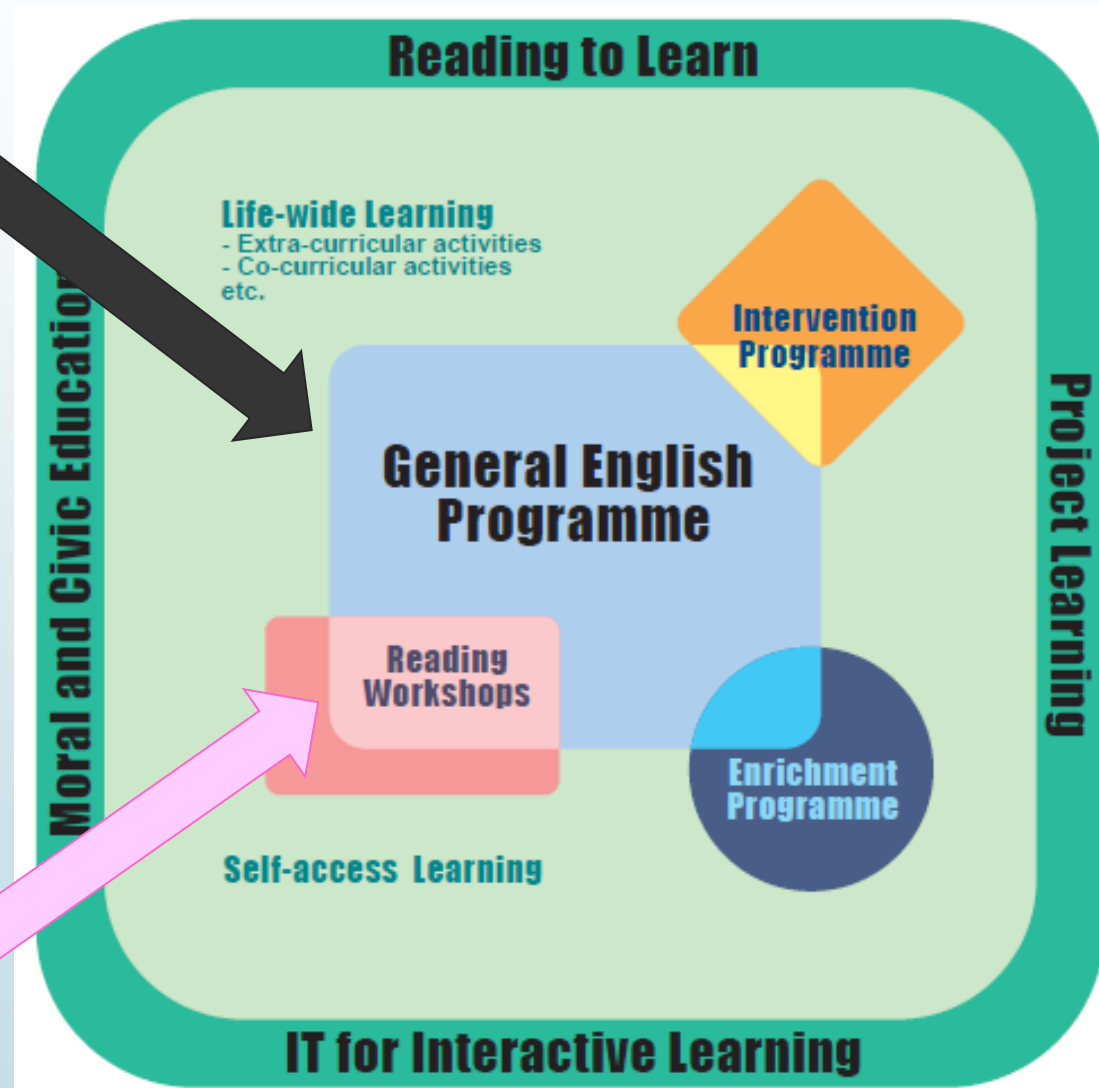 Reading to Learn
Life-wide Learning
- Extra-curricular activities
- Co-curricular activities
etc.
Intervention
Programme
Moral and Civic Education
Project Learning
General English
Programme
Reading
Workshops
Enrichment
Programme
Self-access Learning
IT for Interactive Learning